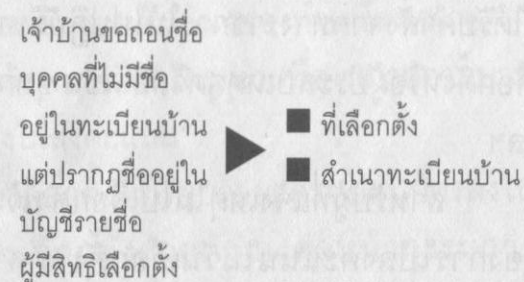 เจ้าบ้านขอถอนชื่อ
บุคคลที่ไม่มีชื่อ
อยู่ในทะเบียนบ้าน
แต่ปรากฏชื่ออยู่ใน
บัญชีรายชื่อ
ผู้มีสิทธิเลือกตั้ง
ที่เลือกตั้ง
สำเนาทะเบียนบ้าน